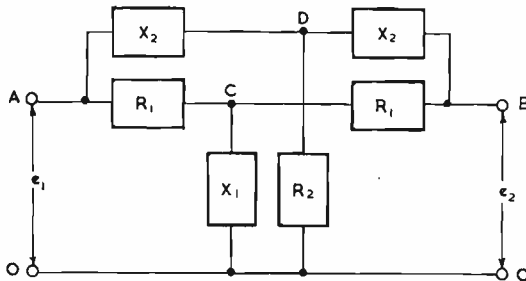 D
X₂ X₂
A R₁ C R₁ B
e₁ X₁ R₂ e₂
O O